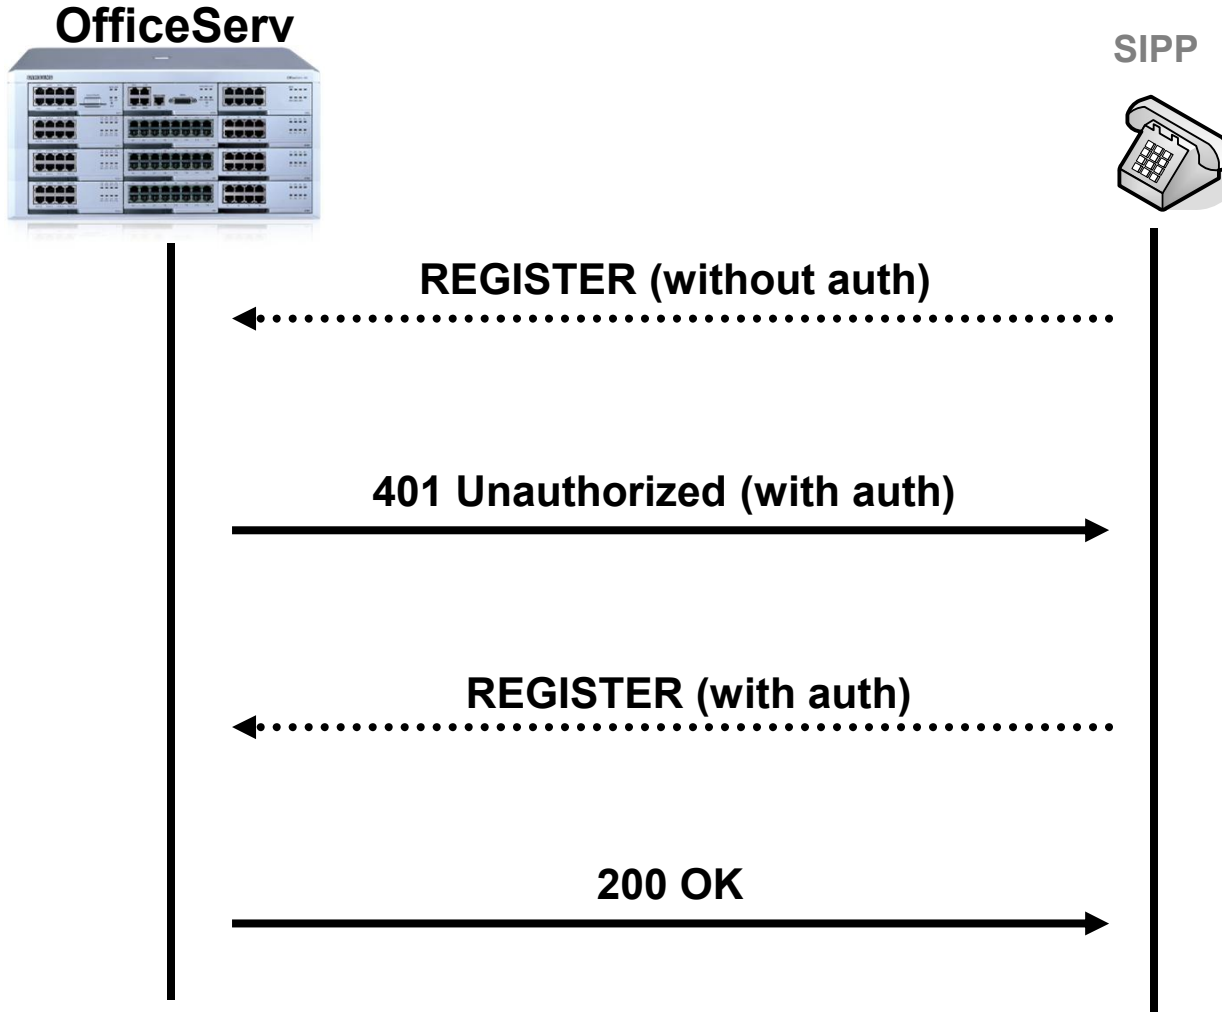 OfficeServ
SIPP
REGISTER (without auth)
401 Unauthorized (with auth)
REGISTER (with auth)
200 OK